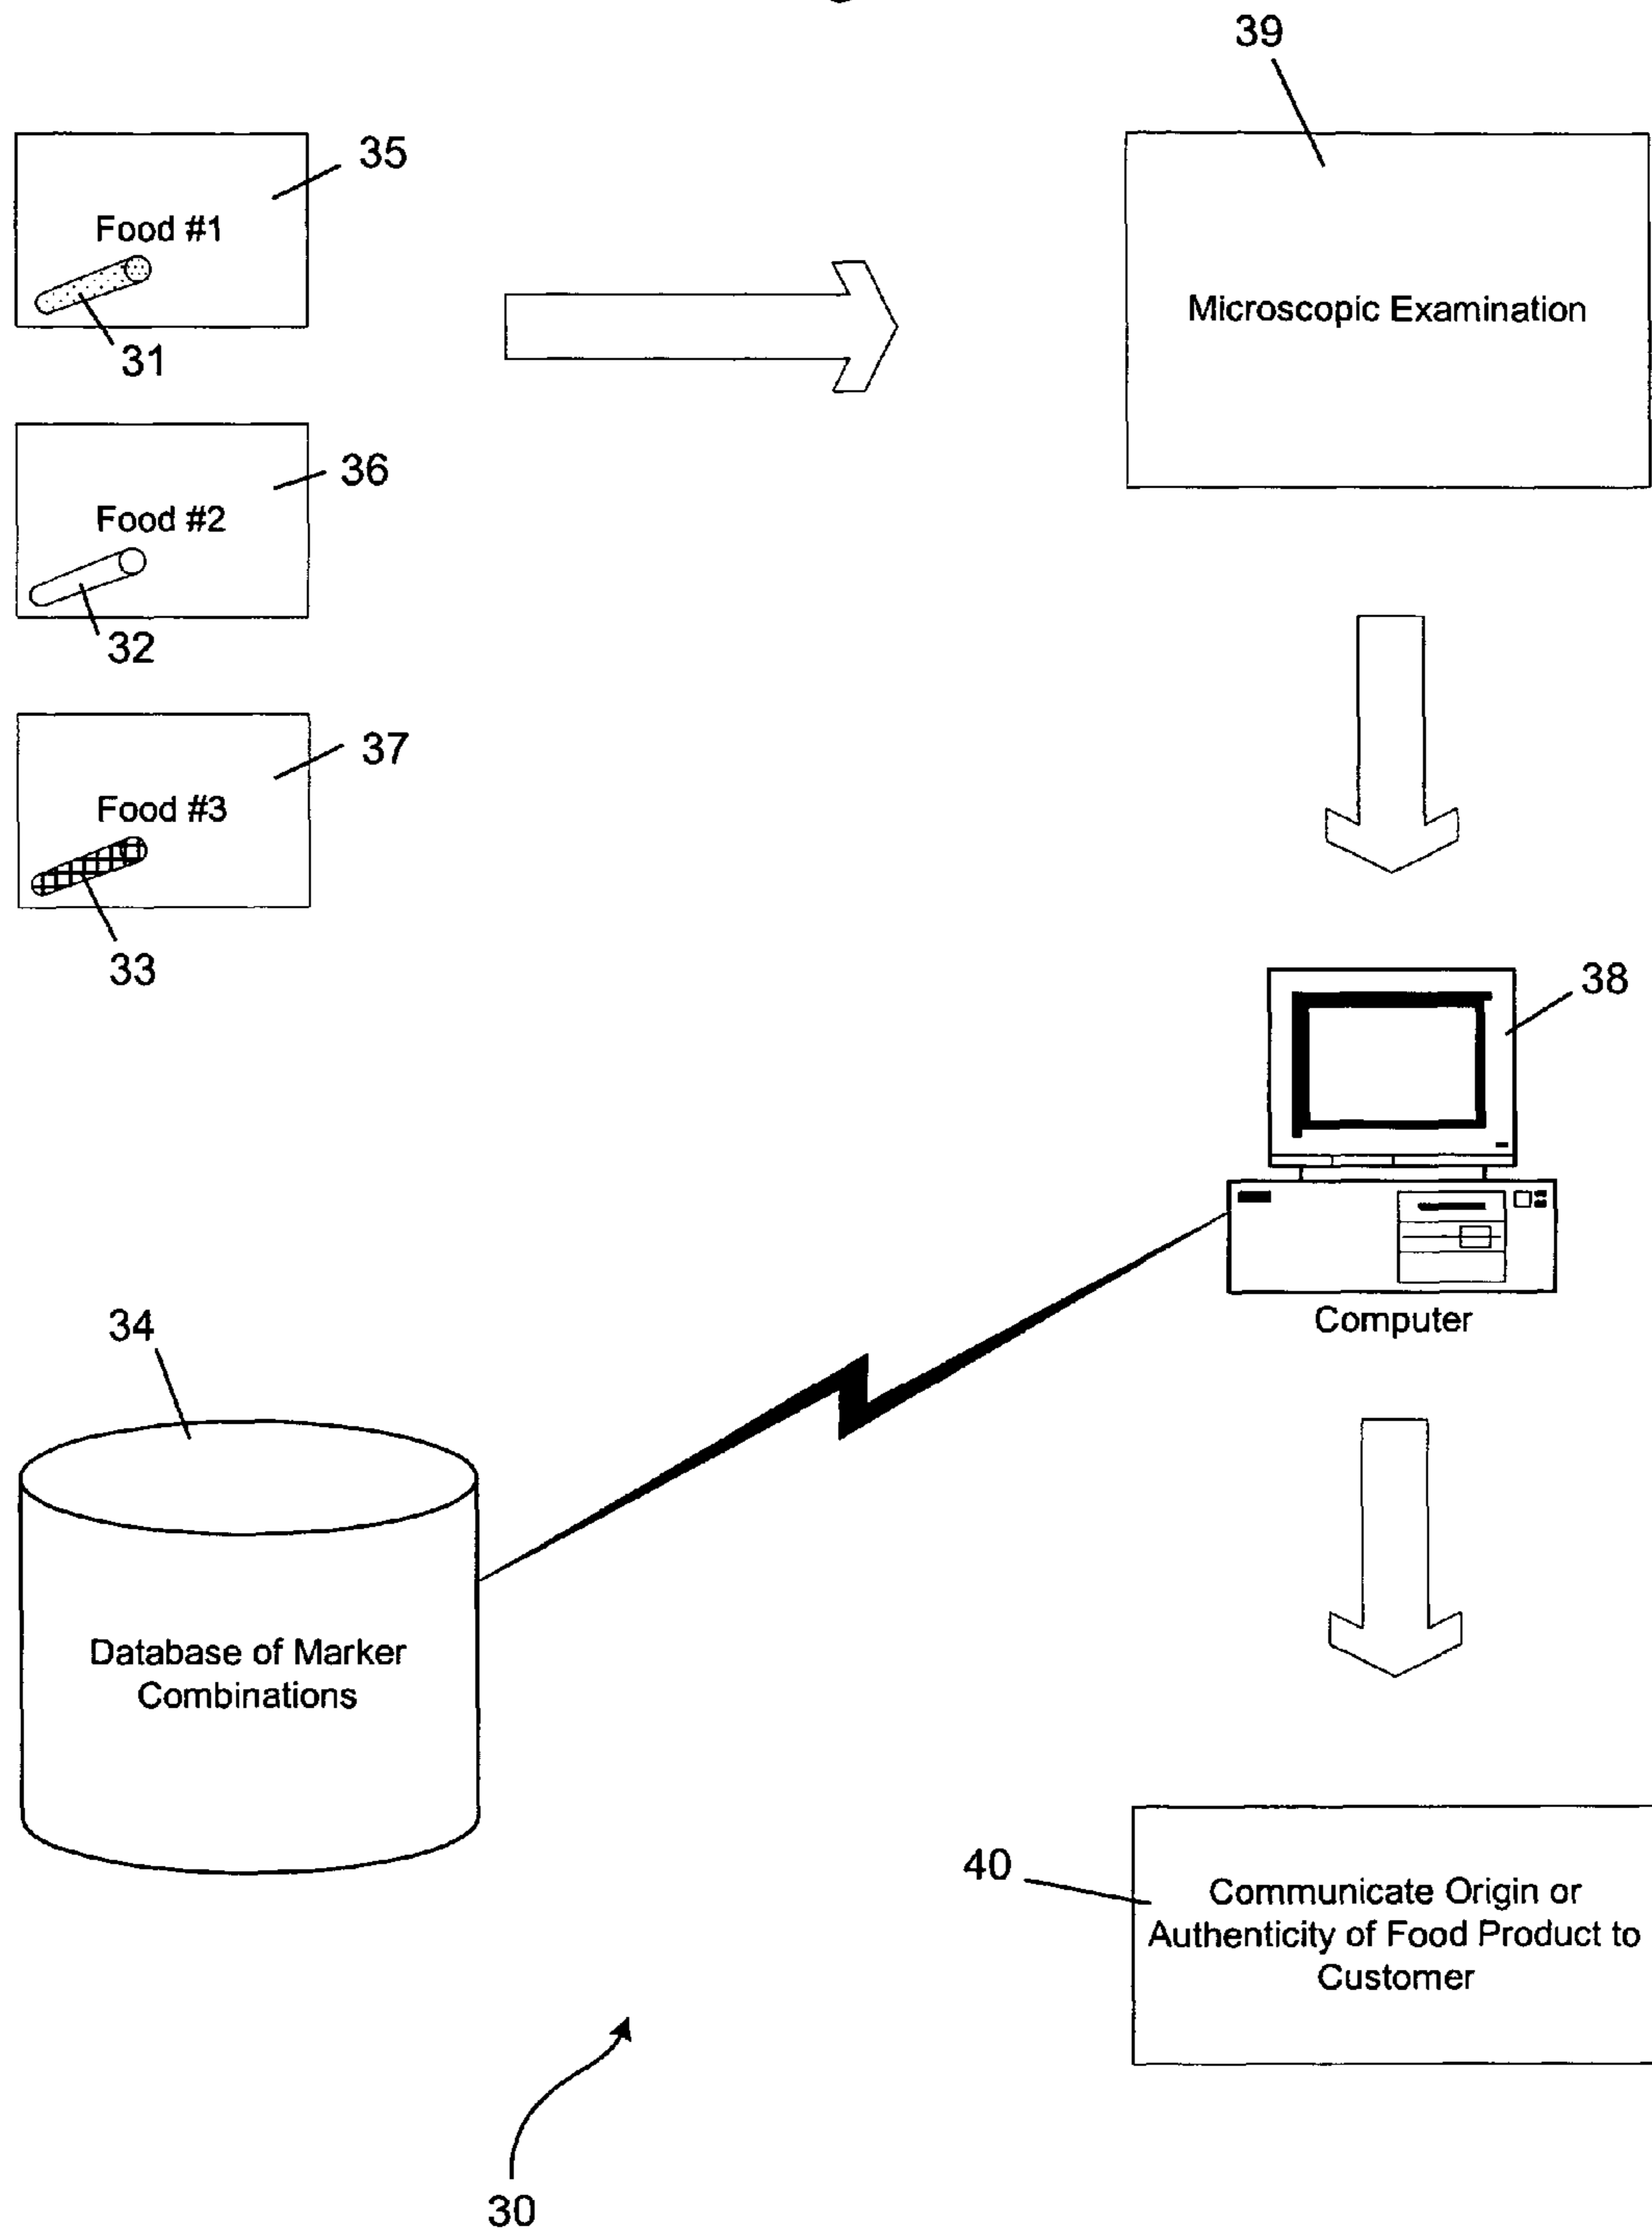 39
35
Food #1
31
Microscopic Examination
36
Food #2
32
37
Food #3
33
38
Computer
34
Database of Marker
Combinations
40
Communicate Origin or
Authenticity of Food Product to
Customer
30